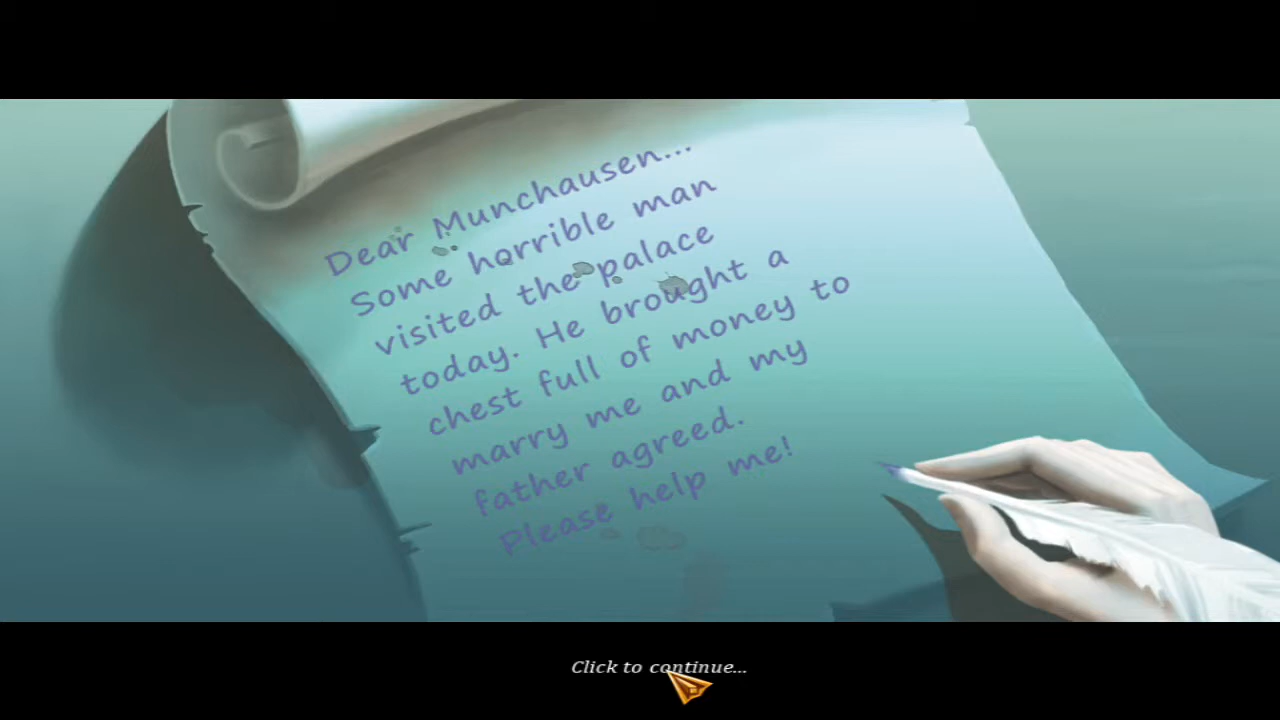 Dear Munchausen...
Some horrible man
visited the palace
today. He brought a
chest full of money to
marry me and my
father agreed.
Please help me!
Click to continue...